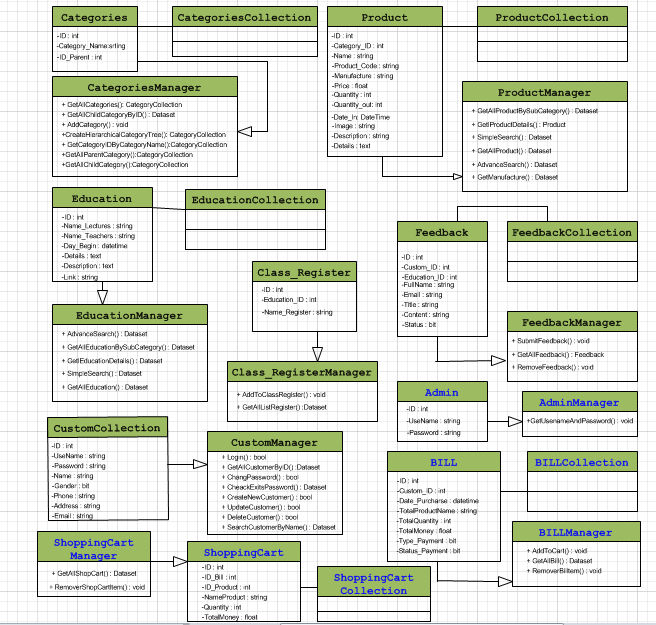 Categories
-ID : int
-Category_Name:srting
-ID_Parent : int
CategoriesCollection
Product
-ID : int
-Category_ID : int
-Name : string
-Product_Code : string
-Manufacture : string
-Price : float
-Quantity : int
-Quantity_out: int
-Date_In: DateTime
-Image : string
-Description : string
-Details : text
ProductCollection
CategoriesManager
+ GetAllCategories(): CategoryCollection
+ GetAllChildCategoryByID() : Dataset
+ AddCategory() : void
+CreateHierarchicalCategoryTree(): CategoryCollection
+ GetCategoryIDByCategoryName():CategoryCollection
+GetAllParentCategory():CategoryCollection
+GetAllChildCategory():CategoryCollection
ProductManager
+ GetAllProductBySubCategory() : Dataset
+ GetlProductDetails() : Product
+ SimpleSearch() : Dataset
+ GetAllProduct() : Dataset
+ AdvanceSearch() : Dataset
+ GetManufacture() : Dataset
Education
-ID : int
-Name_Lectures : string
-Name_Teachers : string
-Day_Begin : datetime
-Details : text
-Description : text
-Link : string
EducationCollection
Feedback
-ID : int
-Custom_ID : int
-Education_ID : int
-FullName : string
-Email : string
-Title : string
-Content : string
-Status : bit
FeedbackCollection
Class_Register
-ID : int
-Education_ID : int
-Name_Register : string
EducationManager
+ AdvanceSearch() : Dataset
+ GetAllEducationBySubCategory() : Dataset
+ GetlEducationDetails() : Dataset
+ SimpleSearch() : Dataset
+ GetAllEducation() : Dataset
FeedbackManager
+ SubmitFeedback() : void
+ GetAllFeedback() : Feedback
+ RemoveFeedback() : void
Class_RegisterManager
+ AddToClassRegister() : void
+ GetAllListRegister() :Dataset
Admin
-ID : int
-UseName : string
-Password : string
AdminManager
+GetUsenameAndPassword() : void
CustomCollection
-ID : int
-UseName : string
-Password : string
-Name : string
-Gender : bit
-Phone : string
-Address : string
-Email : string
CustomManager
+ Login() : bool
+ GetAllCustomerByID() :Dataset
+ ChangPassword() : bool
+ CheackExitsPassword() : Dataset
+ CreateNewCustomer() : bool
+ UpdateCustomer() : bool
+ DeleteCustomer() : bool
+ SearchCustomerByName() : Dataset
BILL
-ID : int
-Custom_ID : int
-Date_Purcharse : datetime
-TotalProductName : string
-TotalQuantity : int
-TotalMoney : float
-Type_Payment : bit
-Status_Payment : bit
BILLCollection
BILLManager
+ AddToCart() : void
+ GetAllBill() : Dataset
+ RemoverBillitem() : void
ShoppingCart
Manager
+ GetAllShopCart() : Dataset
+ RemoverShopCartItem() : void
ShoppingCart
-ID : int
-ID_Bill : int
-ID_Product : int
-NameProduct : string
-Quantity : int
-TotalMoney : float
ShoppingCart
Collection